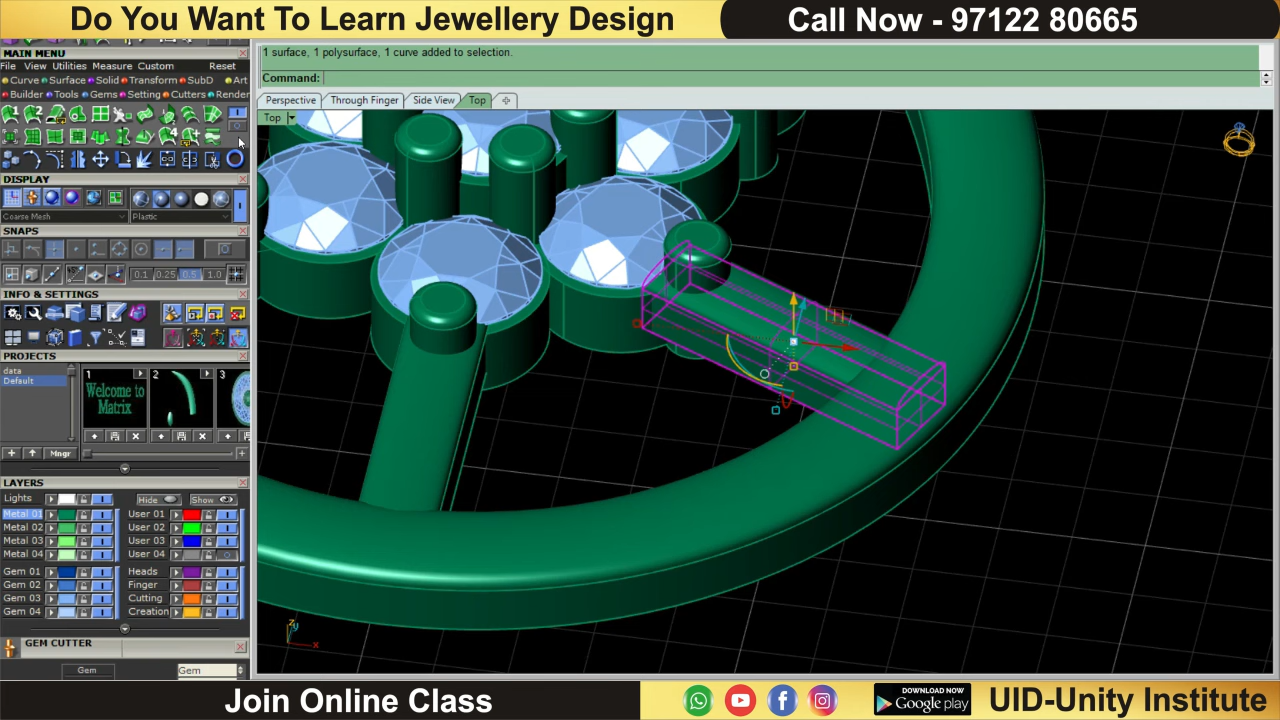 Do You Want To Learn Jewellery Design
Call Now - 97122 80665
MAIN MENU
File View Utilities Measure Custom Reset
Curve Surface Solid Transform SubD Art
Builder Tools Gems Setting Cutters Render
1 surface, 1 polysurface, 1 curve added to selection.
Command:
Perspective Through Finger Side View Top
Top
DISPLAY
Coarse Mesh Plastic
SNAPS
0.1 0.25 0.5 1.0
INFO & SETTINGS
PROJECTS
data
Default
1 2 3
Welcome to
Matrix
Mngr
LAYERS
Lights Hide Show
Metal 01 User 01
Metal 02 User 02
Metal 03 User 03
Metal 04 User 04
Gem 01 Heads
Gem 02 Finger
Gem 03 Cutting
Gem 04 Creation
GEM CUTTER
Gem Gem
z y x
Join Online Class
DOWNLOAD NOW
Google play
UID-Unity Institute